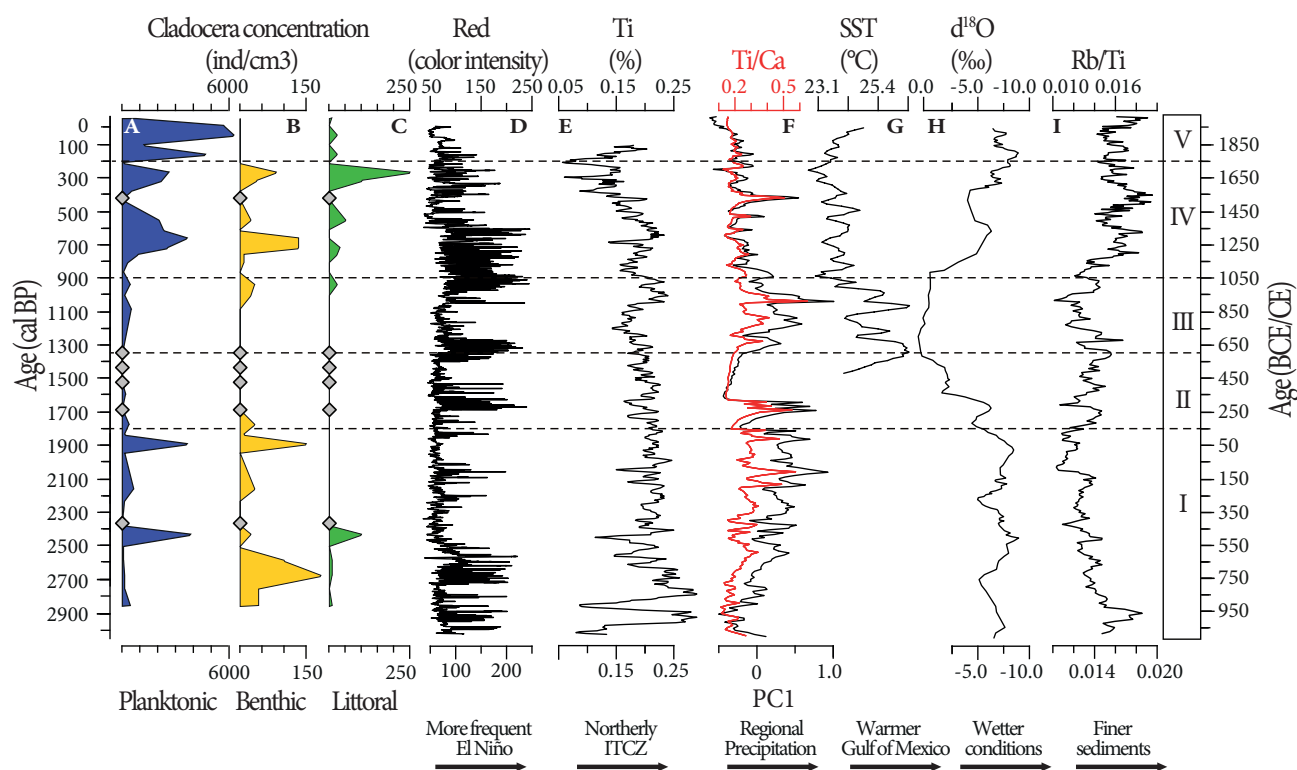 Cladocera concentration
(ind/cm3)
Red
(color intensity)
Ti
(%)
Ti/Ca
SST
(°C)
d¹⁸O
(‰)
Rb/Ti
6000 150 250 50 150 250 0.05 0.15 0.25 0.2 0.5 23.1 25.4 0.0 -5.0 -10.0 0.010 0.016
A B C D E F G H I
Age (cal BP)
0
100
300
500
700
900
1100
1300
1500
1700
1900
2100
2300
2500
2700
2900
V
IV
III
II
I
1850
1650
1450
1250
1050
850
650
450
250
50
150
350
550
750
950
Age (BCE/CE)
6000 150 250 100 200 0.15 0.25 0 1.0 -5.0 -10.0 0.014 0.020
Planktonic Benthic Littoral
PC1
More frequent
El Niño
Northerly
ITCZ
Regional
Precipitation
Warmer
Gulf of Mexico
Wetter
conditions
Finer
sediments